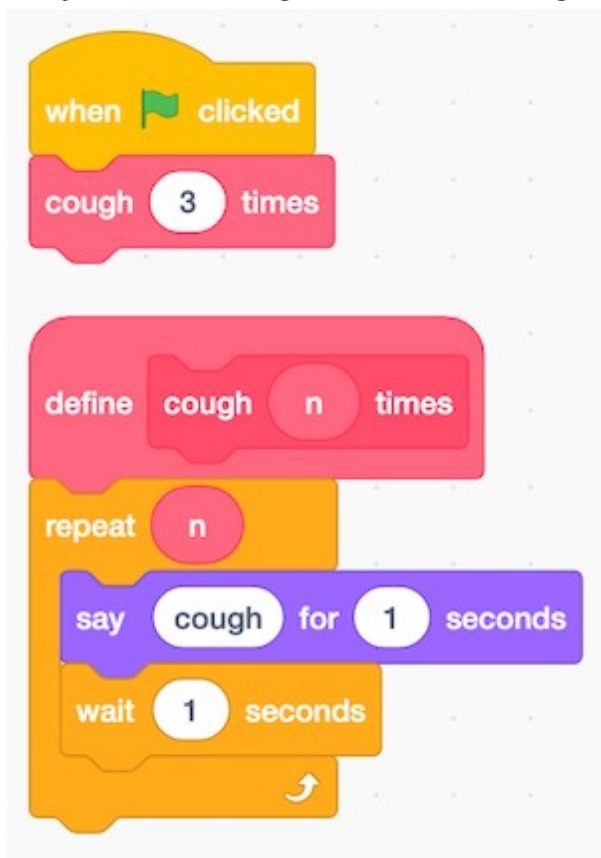 when clicked
cough 3 times
define cough n times
repeat n
say cough for 1 seconds
wait 1 seconds